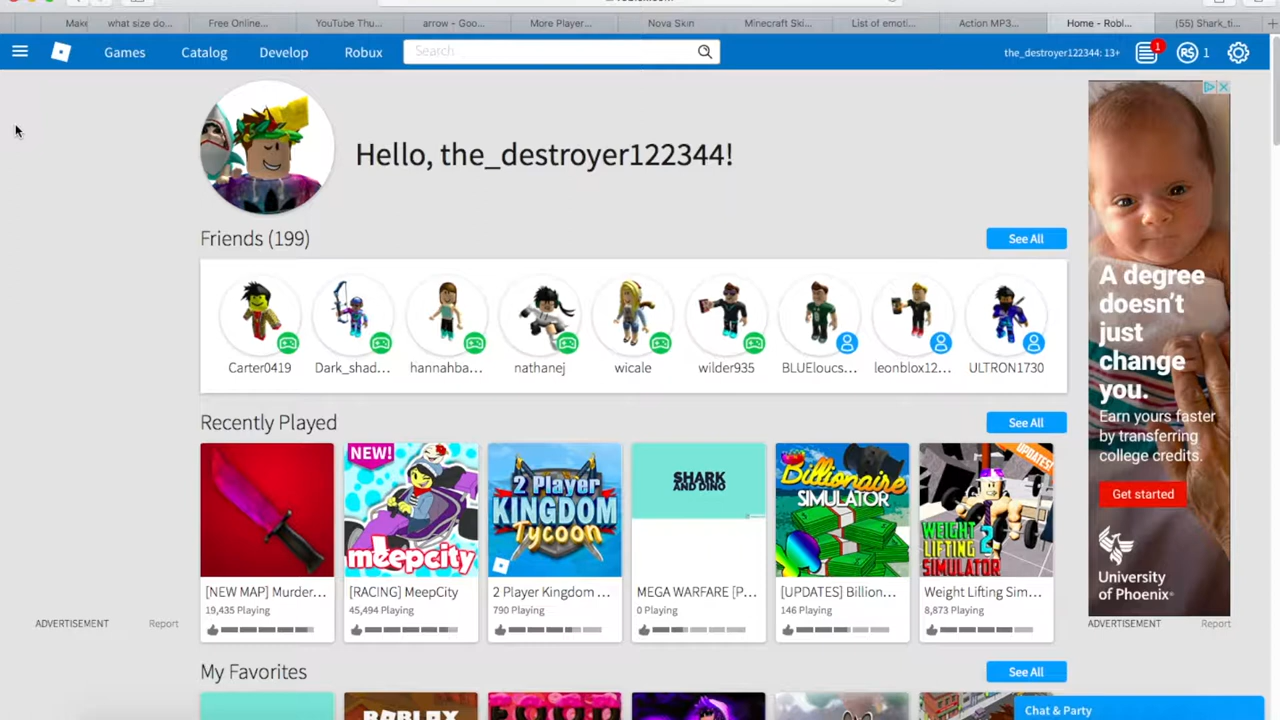 Make
what size do...
Free Online...
YouTube Thu...
arrow - Goo...
More Player...
Nova Skin
Minecraft Ski...
List of emoti...
Action MP3...
Home - Robl...
(55) Shark_ti...
Games
Catalog
Develop
Robux
Search
the_destroyer122344: 13+
1
R$ 1
Hello, the_destroyer122344!
Friends (199)
See All
Carter0419
Dark_shad...
hannahba...
nathanej
wicale
wilder935
BLUEloucs...
leonblox12...
ULTRON1730
Recently Played
See All
NEW!
meepcity
2 Player
KINGDOM
Tycoon
SHARK
AND DINO
Billionaire
SIMULATOR
UPDATES!
WEIGHT
LIFTING 2
SIMULATOR
[NEW MAP] Murder...
19,435 Playing
[RACING] MeepCity
45,494 Playing
2 Player Kingdom ...
790 Playing
MEGA WARFARE [P...
0 Playing
[UPDATES] Billion...
146 Playing
Weight Lifting Sim...
8,873 Playing
ADVERTISEMENT
Report
My Favorites
See All
ROBLOX
A degree
doesn't
just
change
you.
Earn yours faster
by transferring
college credits.
Get started
University
of Phoenix
ADVERTISEMENT
Report
Chat & Party